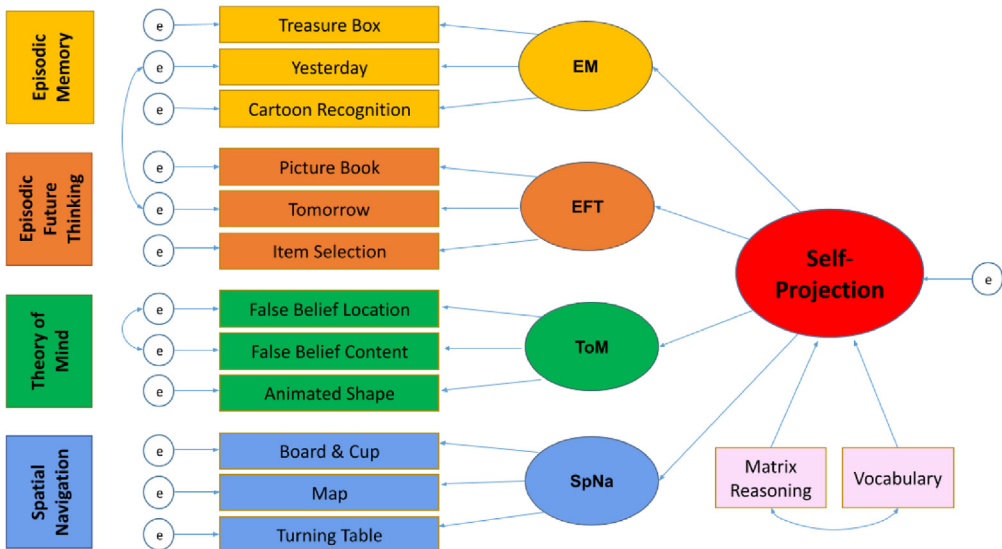 Episodic
Memory
e
Treasure Box
e
Yesterday
e
Cartoon Recognition
EM
Episodic
Future
Thinking
e
Picture Book
e
Tomorrow
e
Item Selection
EFT
Self-
Projection
e
Theory of
Mind
e
False Belief Location
e
False Belief Content
e
Animated Shape
ToM
Spatial
Navigation
e
Board & Cup
e
Map
e
Turning Table
SpNa
Matrix
Reasoning
Vocabulary